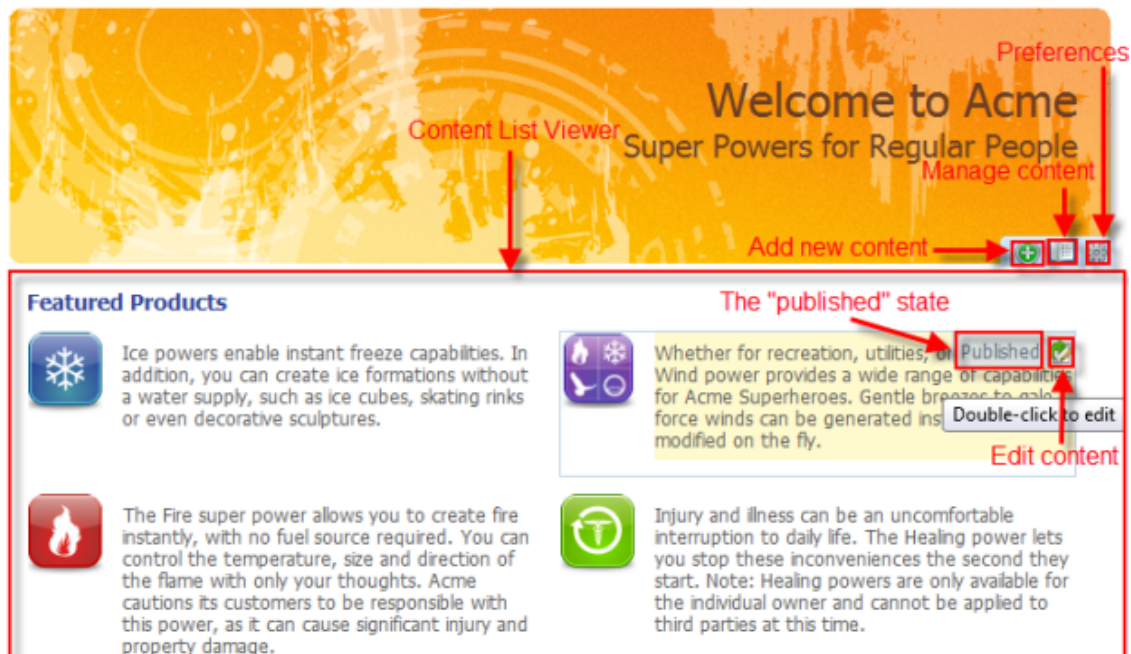 Preferences
Welcome to Acme
Content List Viewer
Super Powers for Regular People
Manage content
Add new content
Featured Products
The "published" state
Ice powers enable instant freeze capabilities. In
addition, you can create ice formations without
a water supply, such as ice cubes, skating rinks
or even decorative sculptures.
Whether for recreation, utilities, or Published
Wind power provides a wide range of capabilities
for Acme Superheroes. Gentle breezes to gale
force winds can be generated Double-click to edit
modified on the fly.
Edit content
The Fire super power allows you to create fire
instantly, with no fuel source required. You can
control the temperature, size and direction of
the flame with only your thoughts. Acme
cautions its customers to be responsible with
this power, as it can cause significant injury and
property damage.
Injury and illness can be an uncomfortable
interruption to daily life. The Healing power lets
you stop these inconveniences the second they
start. Note: Healing powers are only available for
the individual owner and cannot be applied to
third parties at this time.